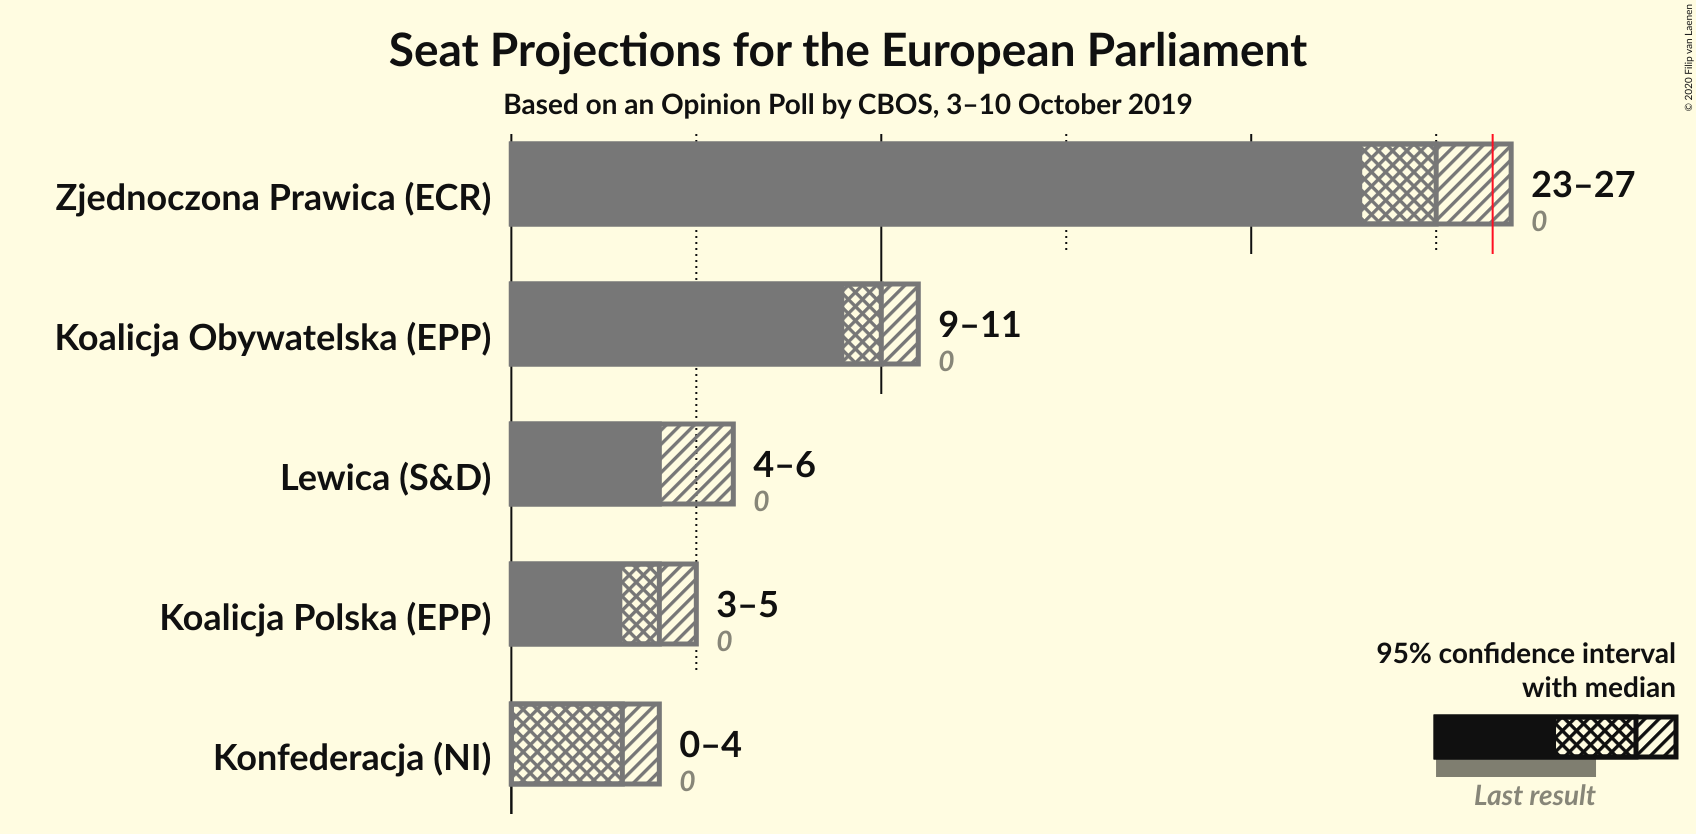 Seat Projections for the European Parliament
Based on an Opinion Poll by CBOS, 3–10 October 2019
© 2020 Filip van Laenen
Zjednoczona Prawica (ECR)
23–27
0
Koalicja Obywatelska (EPP)
9–11
0
Lewica (S&D)
4–6
0
Koalicja Polska (EPP)
3–5
0
Konfederacja (NI)
0–4
0
95% confidence interval
with median
Last result